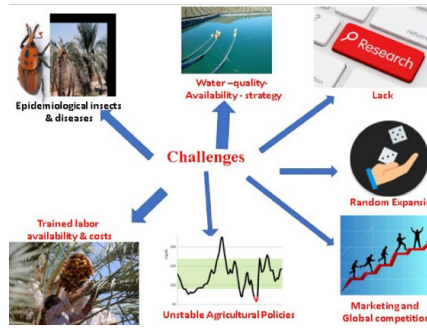 return
Research
Epidemiological insects
& diseases
Water –quality-
Availability - strategy
Lack
Challenges
Random Expansion
Trained labor
availability & costs
Unstable Agricultural Policies
Marketing and
Global competition